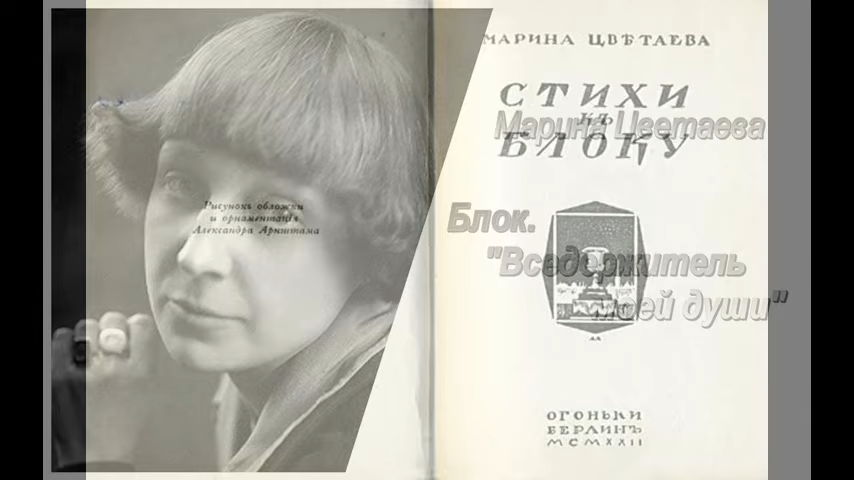 Рисунокъ обложки
и орнаментація
Александра Арнштама
МАРИНА ЦВѢТАЕВА
СТИХИ
КЪ
БЛОКУ
Марина Цветаева
Блок.
"Вседержитель
моей души"
ОГОНЬКИ
БЕРЛИНЪ
MCMXXII